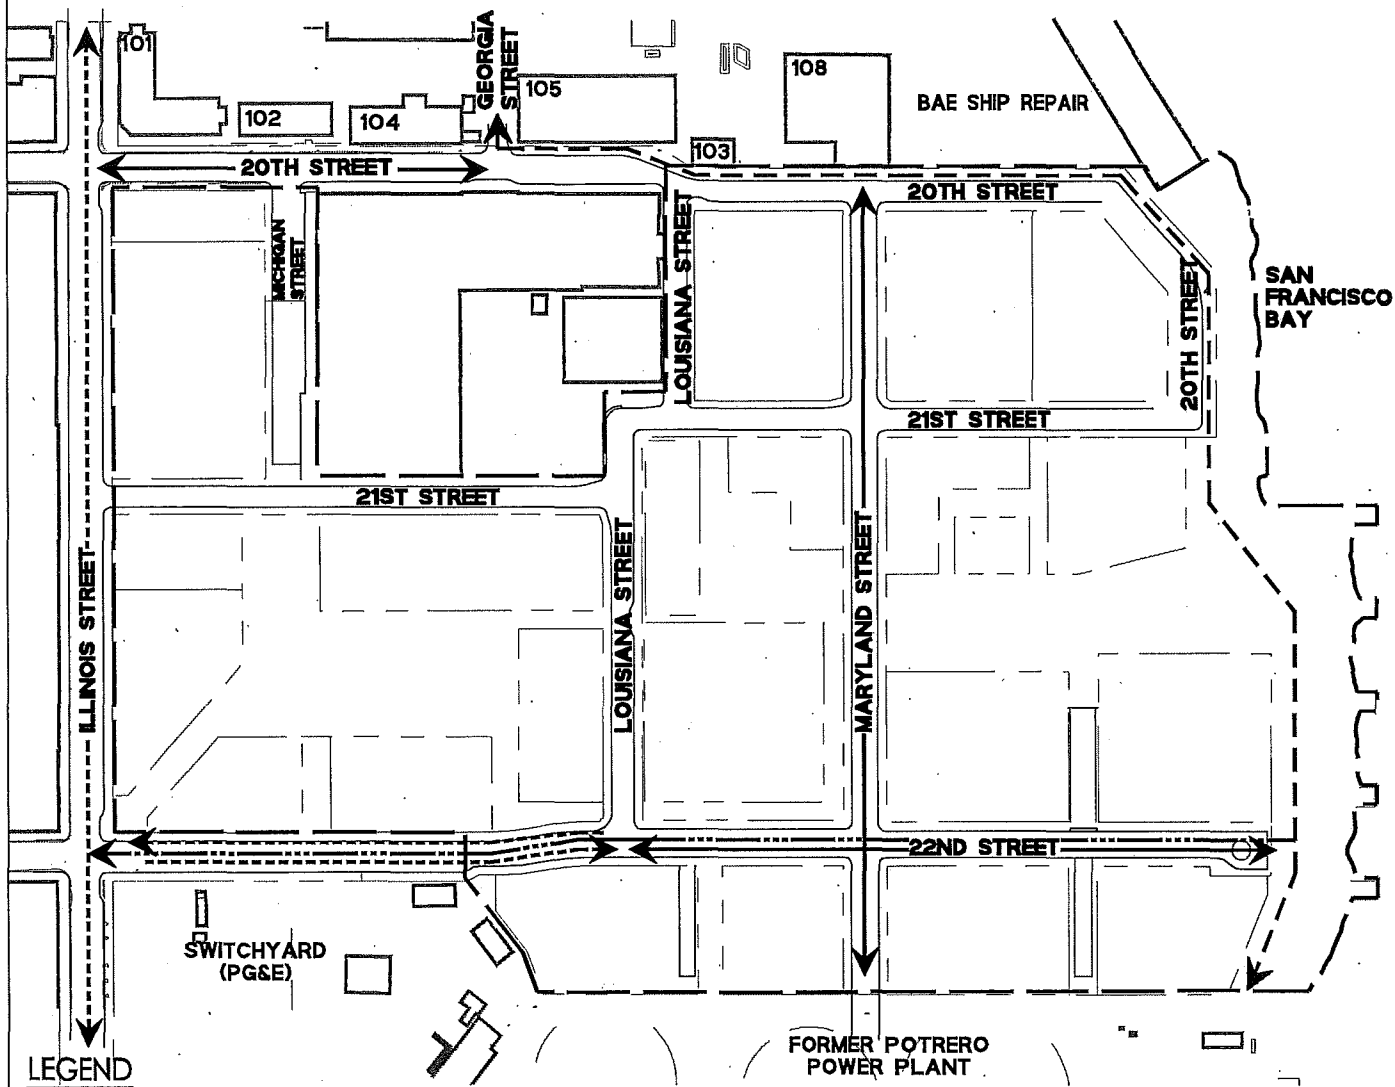 101
102
104
GEORGIA
STREET
105
108
BAE SHIP REPAIR
103
20TH STREET
20TH STREET
MICHIGAN
STREET
LOUISIANA STREET
20TH STREET
SAN
FRANCISCO
BAY
21ST STREET
21ST STREET
ILLINOIS STREET
LOUISIANA STREET
MARYLAND STREET
22ND STREET
SWITCHYARD
(PG&E)
FORMER POTRERO
POWER PLANT
LEGEND